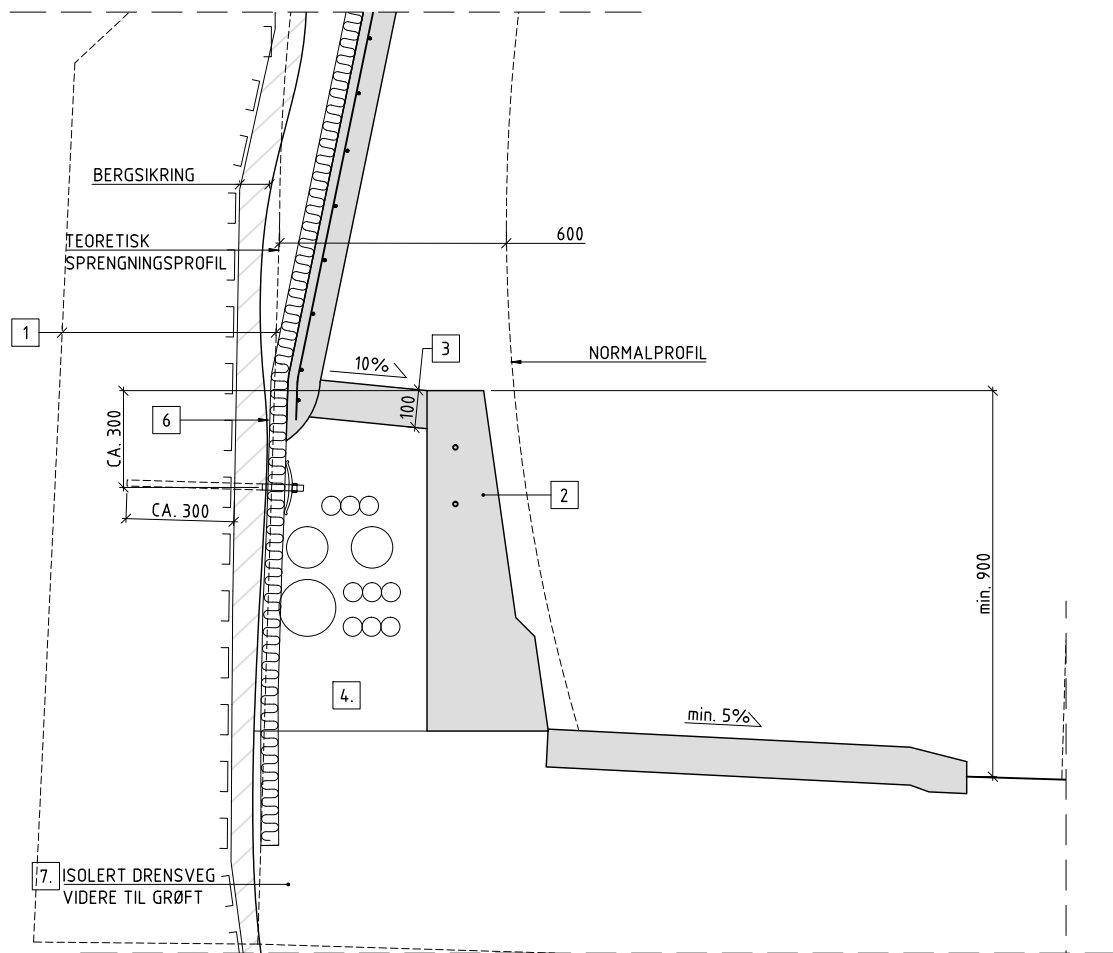 BERGSIKRING
TEORETISK
SPRENGNINGSPROFIL
600
1
3
NORMALPROFIL
10%
100
6
CA. 300
2
CA. 300
min. 900
4.
min. 5%
7. ISOLERT DRENSVEG
VIDERE TIL GRØFT